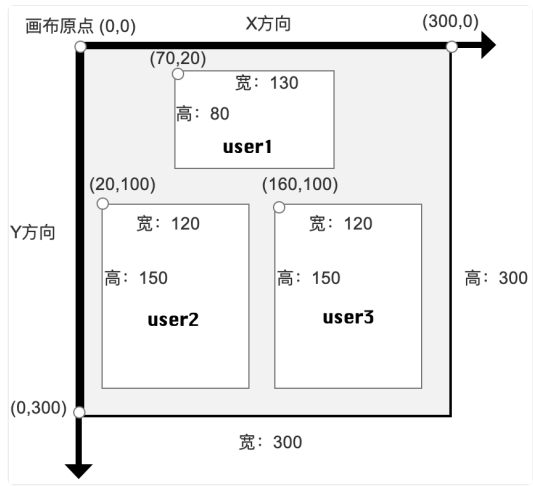 画布原点 (0,0)
X方向
(300,0)
(70,20)
宽：130
高：80
user1
(20,100)
(160,100)
宽：120
宽：120
Y方向
高：150
高：150
高：300
user2
user3
(0,300)
宽：300